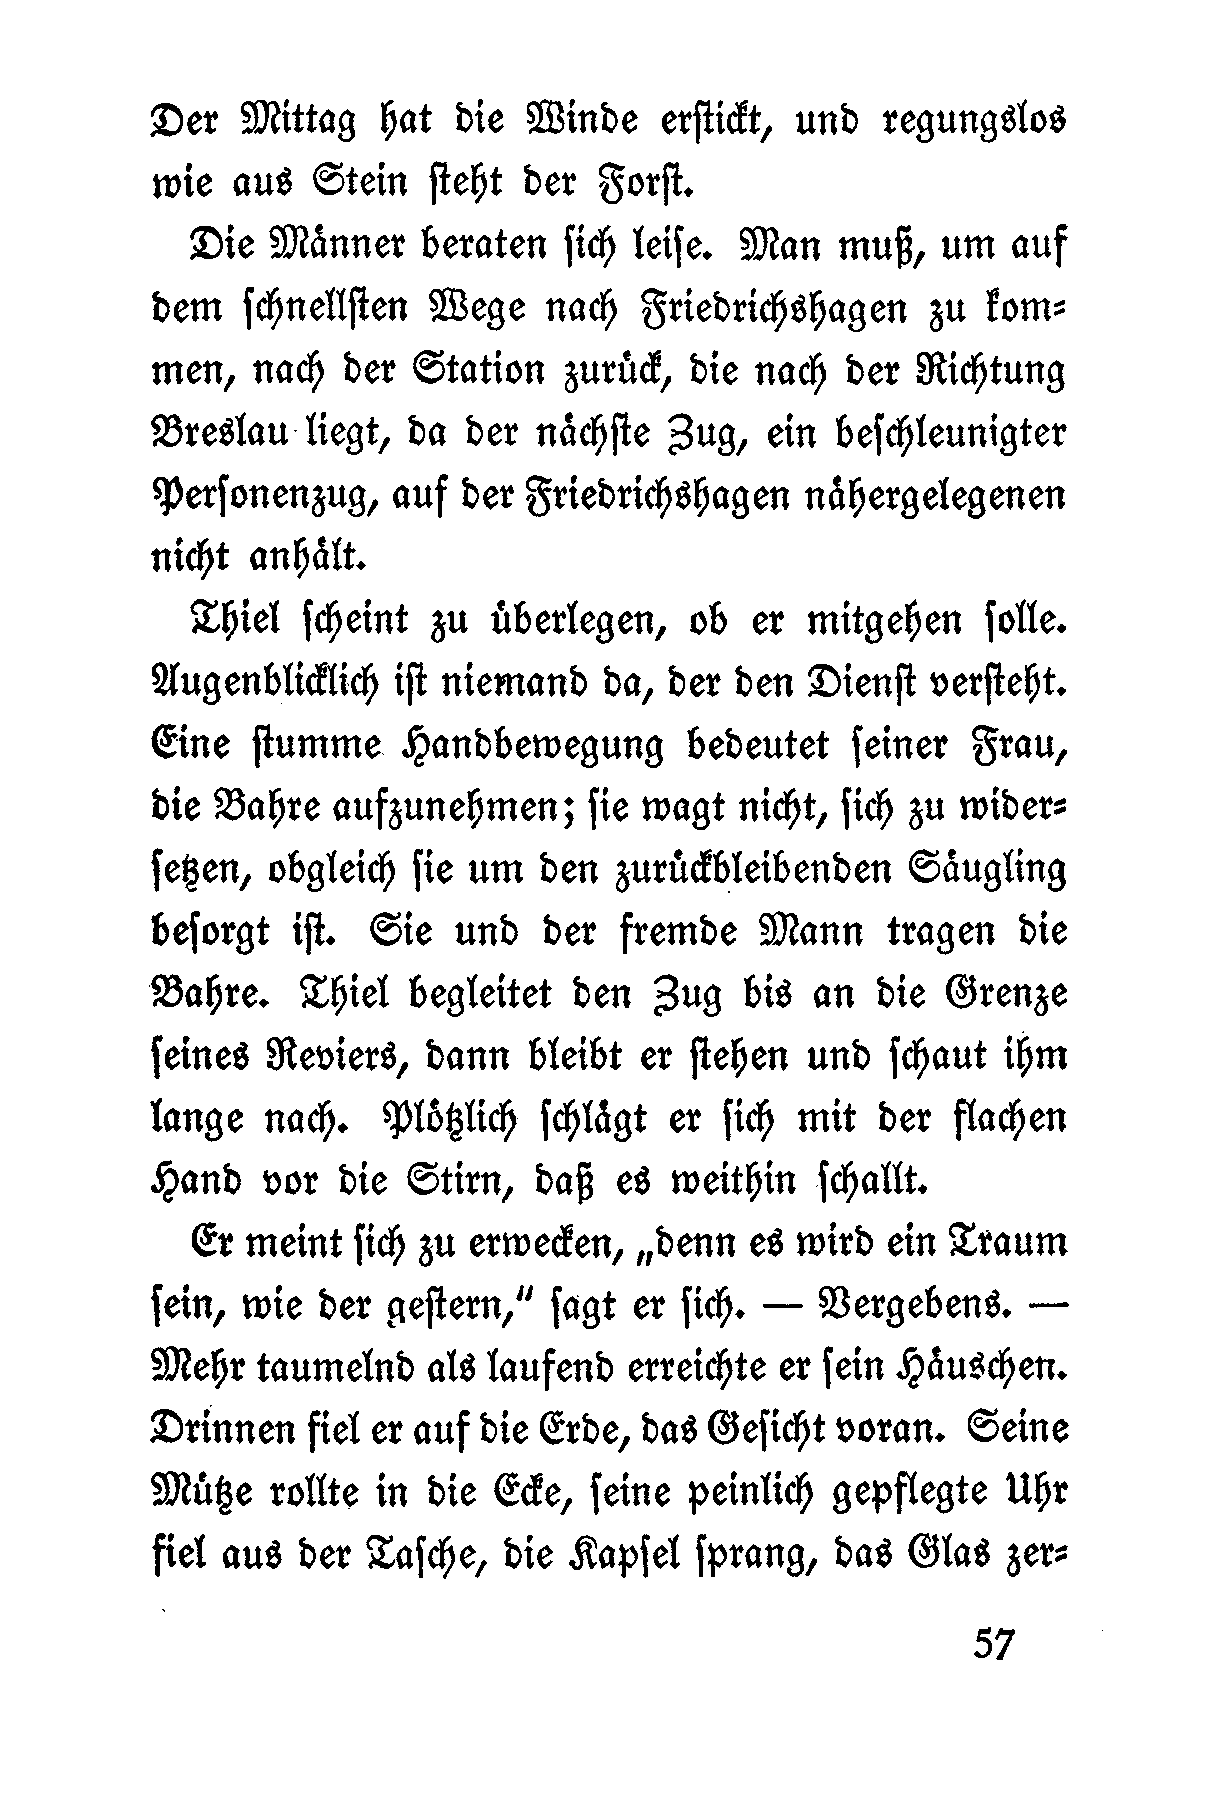 Der Mittag hat die Winde erstickt, und regungslos
wie aus Stein steht der Forst.
Die Männer beraten sich leise. Man muß, um auf
dem schnellsten Wege nach Friedrichshagen zu kom-
men, nach der Station zurück, die nach der Richtung
Breslau liegt, da der nächste Zug, ein beschleunigter
Personenzug, auf der Friedrichshagen nähergelegenen
nicht anhält.
Thiel scheint zu überlegen, ob er mitgehen solle.
Augenblicklich ist niemand da, der den Dienst versteht.
Eine stumme Handbewegung bedeutet seiner Frau,
die Bahre aufzunehmen; sie wagt nicht, sich zu wider-
setzen, obgleich sie um den zurückbleibenden Säugling
besorgt ist. Sie und der fremde Mann tragen die
Bahre. Thiel begleitet den Zug bis an die Grenze
seines Reviers, dann bleibt er stehen und schaut ihm
lange nach. Plötzlich schlägt er sich mit der flachen
Hand vor die Stirn, daß es weithin schallt.
Er meint sich zu erwecken, „denn es wird ein Traum
sein, wie der gestern,“ sagt er sich. — Vergebens. —
Mehr taumelnd als laufend erreichte er sein Häuschen.
Drinnen fiel er auf die Erde, das Gesicht voran. Seine
Mütze rollte in die Ecke, seine peinlich gepflegte Uhr
fiel aus der Tasche, die Kapsel sprang, das Glas zer-
57